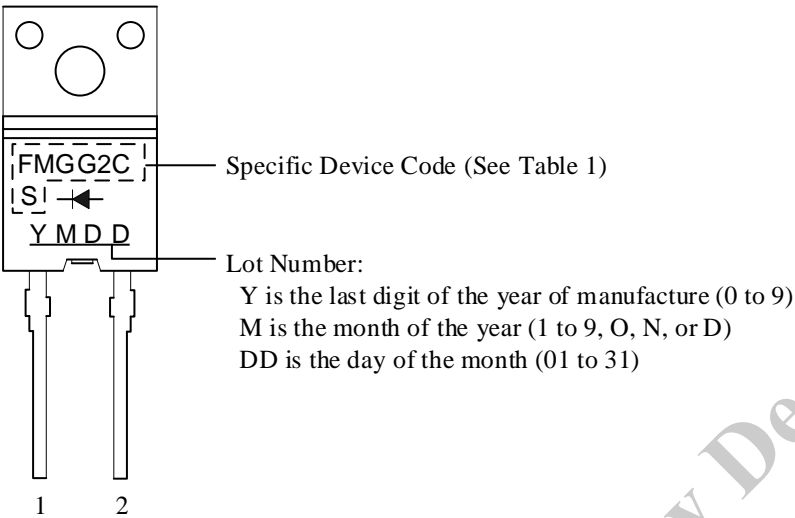 FMGG2C
S
Y M D D
Specific Device Code (See Table 1)
Lot Number:
Y is the last digit of the year of manufacture (0 to 9)
M is the month of the year (1 to 9, O, N, or D)
DD is the day of the month (01 to 31)
1 2